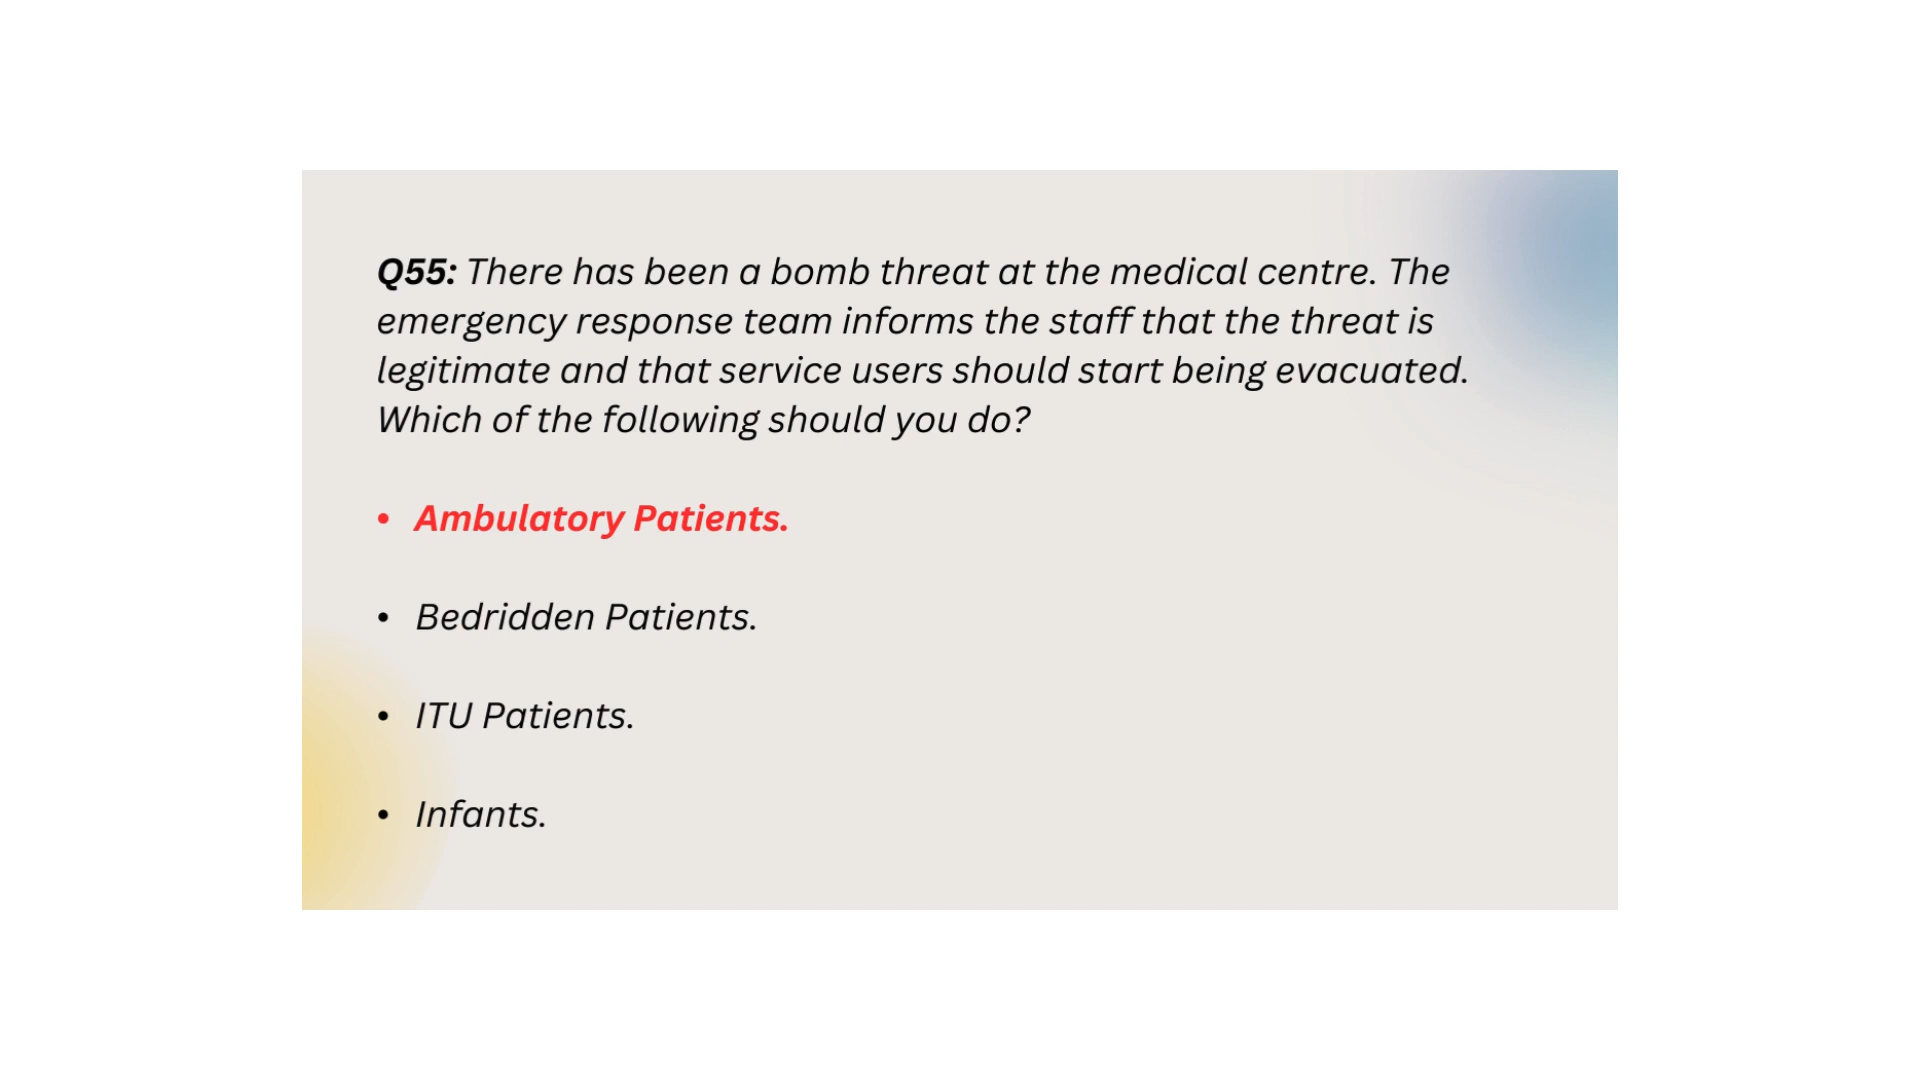 Q55: There has been a bomb threat at the medical centre. The
emergency response team informs the staff that the threat is
legitimate and that service users should start being evacuated.
Which of the following should you do?
• Ambulatory Patients.
• Bedridden Patients.
• ITU Patients.
• Infants.